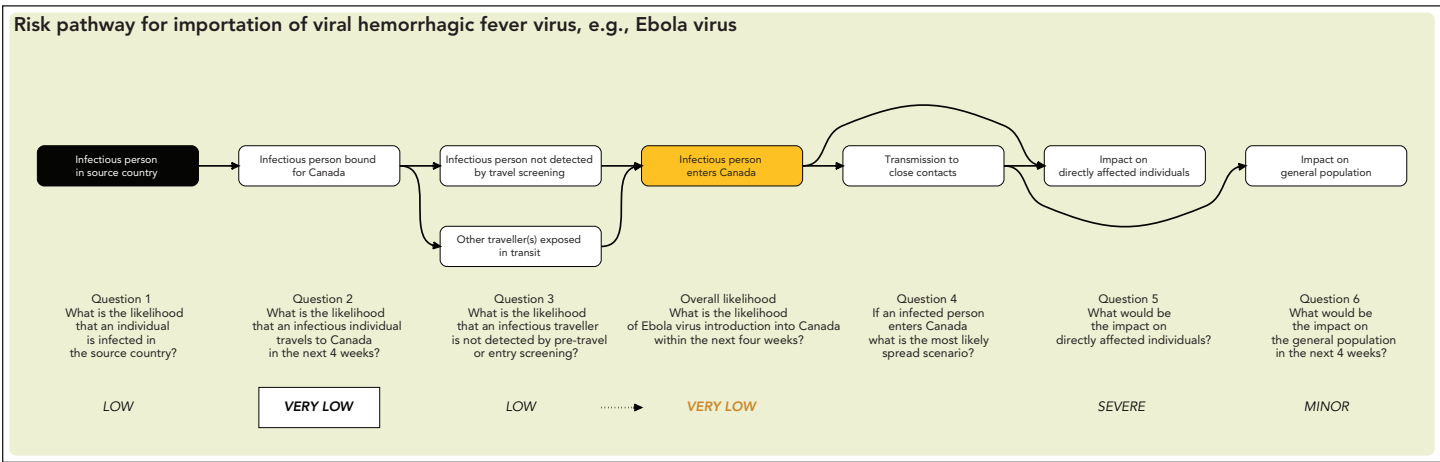 Risk pathway for importation of viral hemorrhagic fever virus, e.g., Ebola virus
Infectious person
in source country
Infectious person bound
for Canada
Infectious person not detected
by travel screening
Other traveller(s) exposed
in transit
Infectious person
enters Canada
Transmission to
close contacts
Impact on
directly affected individuals
Impact on
general population
Question 1
What is the likelihood
that an individual
is infected in
the source country?
LOW
Question 2
What is the likelihood
that an infectious individual
travels to Canada
in the next 4 weeks?
VERY LOW
Question 3
What is the likelihood
that an infectious traveller
is not detected by pre-travel
or entry screening?
LOW
Overall likelihood
What is the likelihood
of Ebola virus introduction into Canada
within the next four weeks?
VERY LOW
Question 4
If an infected person
enters Canada
what is the most likely
spread scenario?
Question 5
What would be
the impact on
directly affected individuals?
SEVERE
Question 6
What would be
the impact on
the general population
in the next 4 weeks?
MINOR